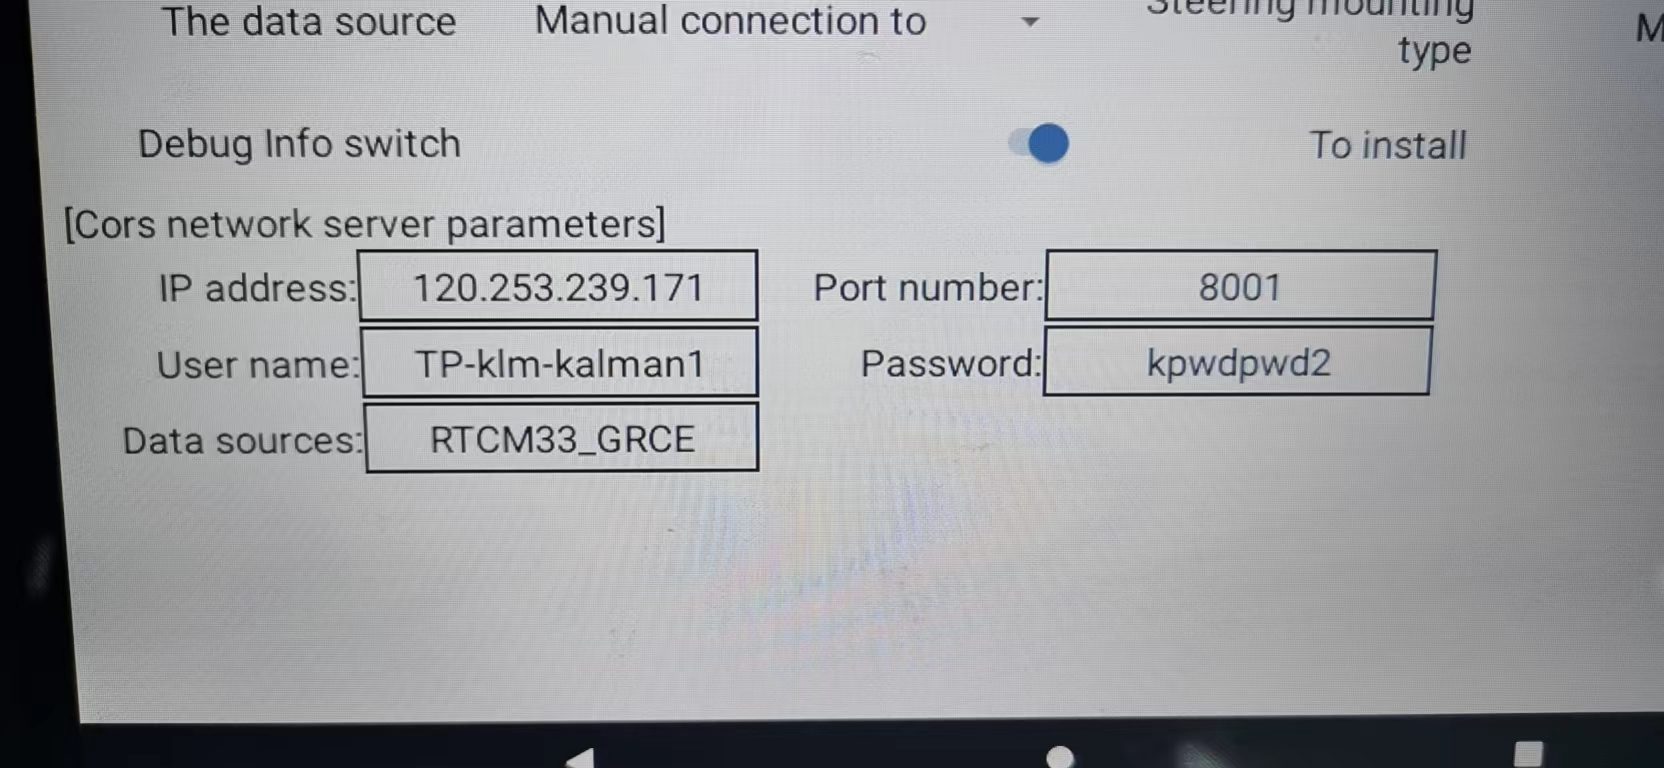 The data source Manual connection to Steering mounting
type
Debug Info switch To install
[Cors network server parameters]
IP address: 120.253.239.171 Port number: 8001
User name: TP-klm-kalman1 Password: kpwdpwd2
Data sources: RTCM33_GRCE